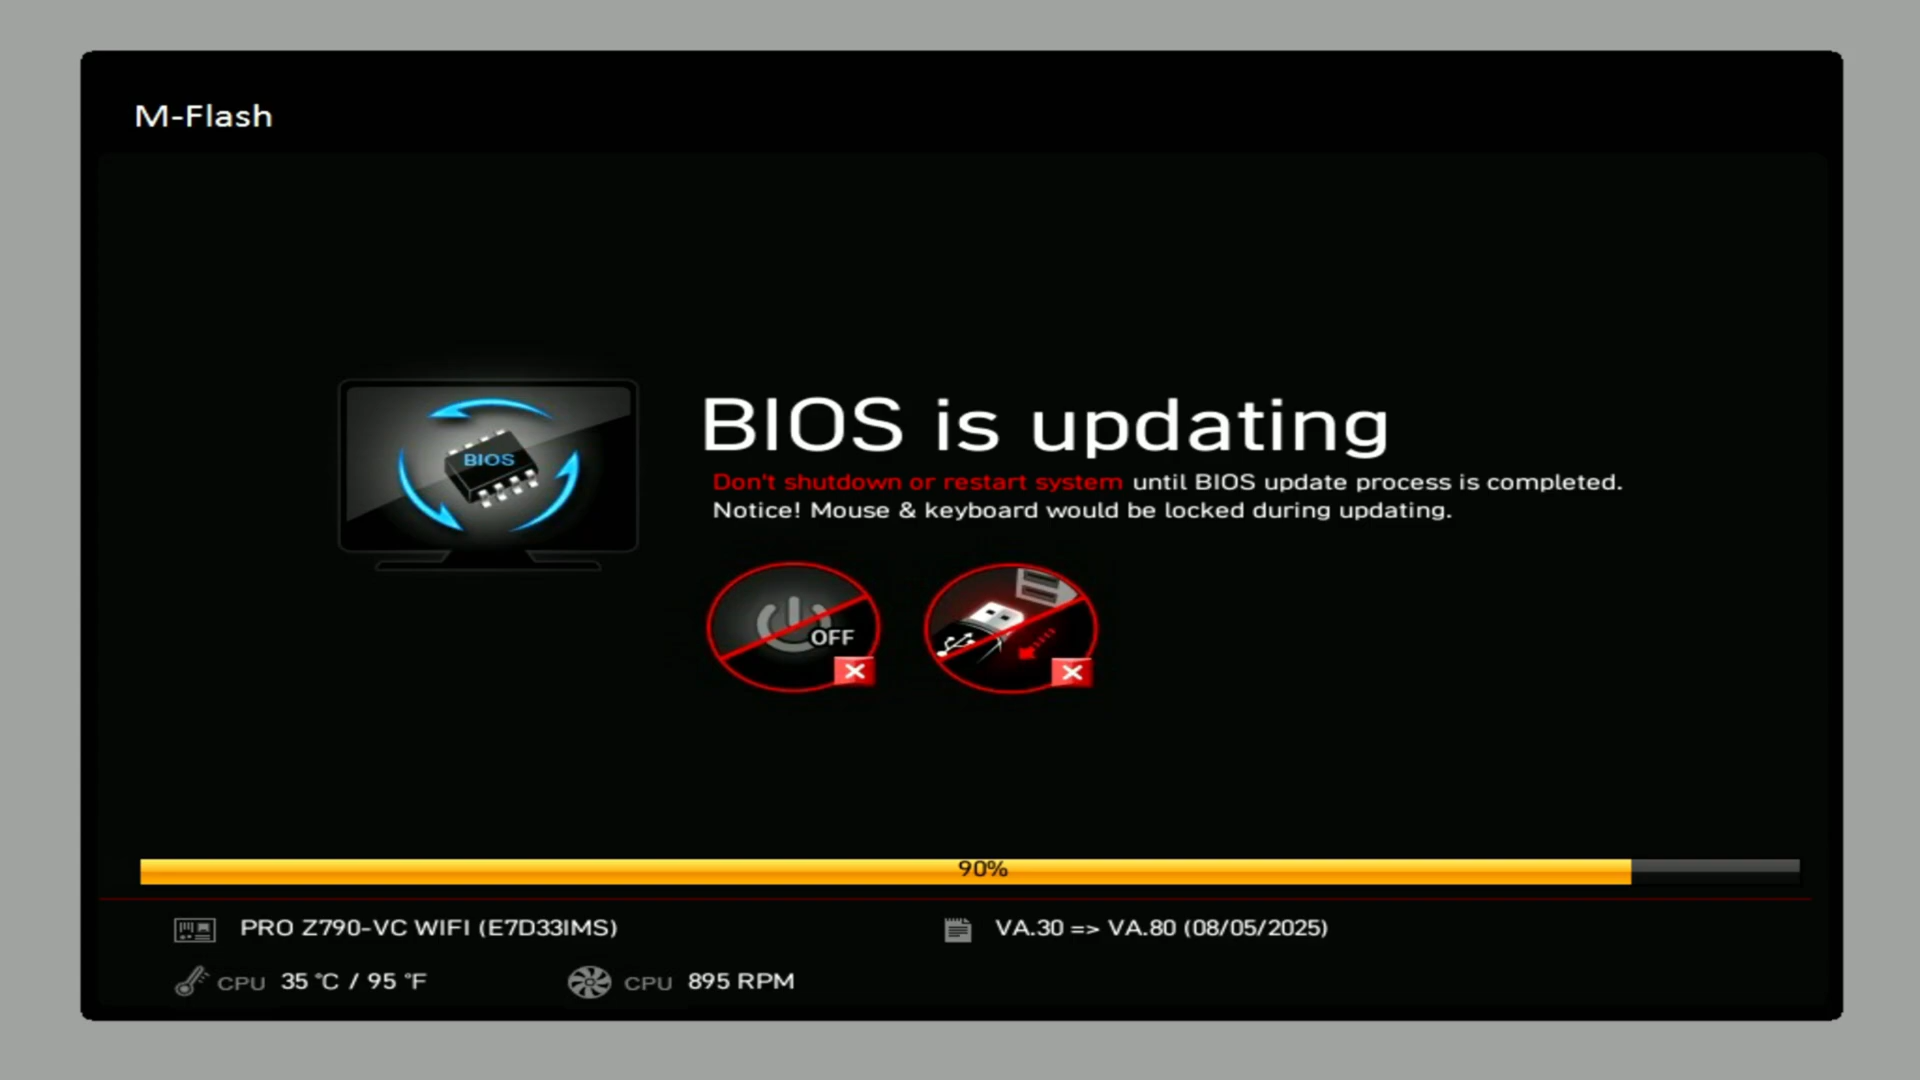 M-Flash
BIOS
BIOS is updating
Don't shutdown or restart system until BIOS update process is completed.
Notice! Mouse & keyboard would be locked during updating.
OFF
90%
PRO Z790-VC WIFI (E7D33IMS)
VA.30 => VA.80 (08/05/2025)
CPU 35 °C / 95 °F
CPU 895 RPM